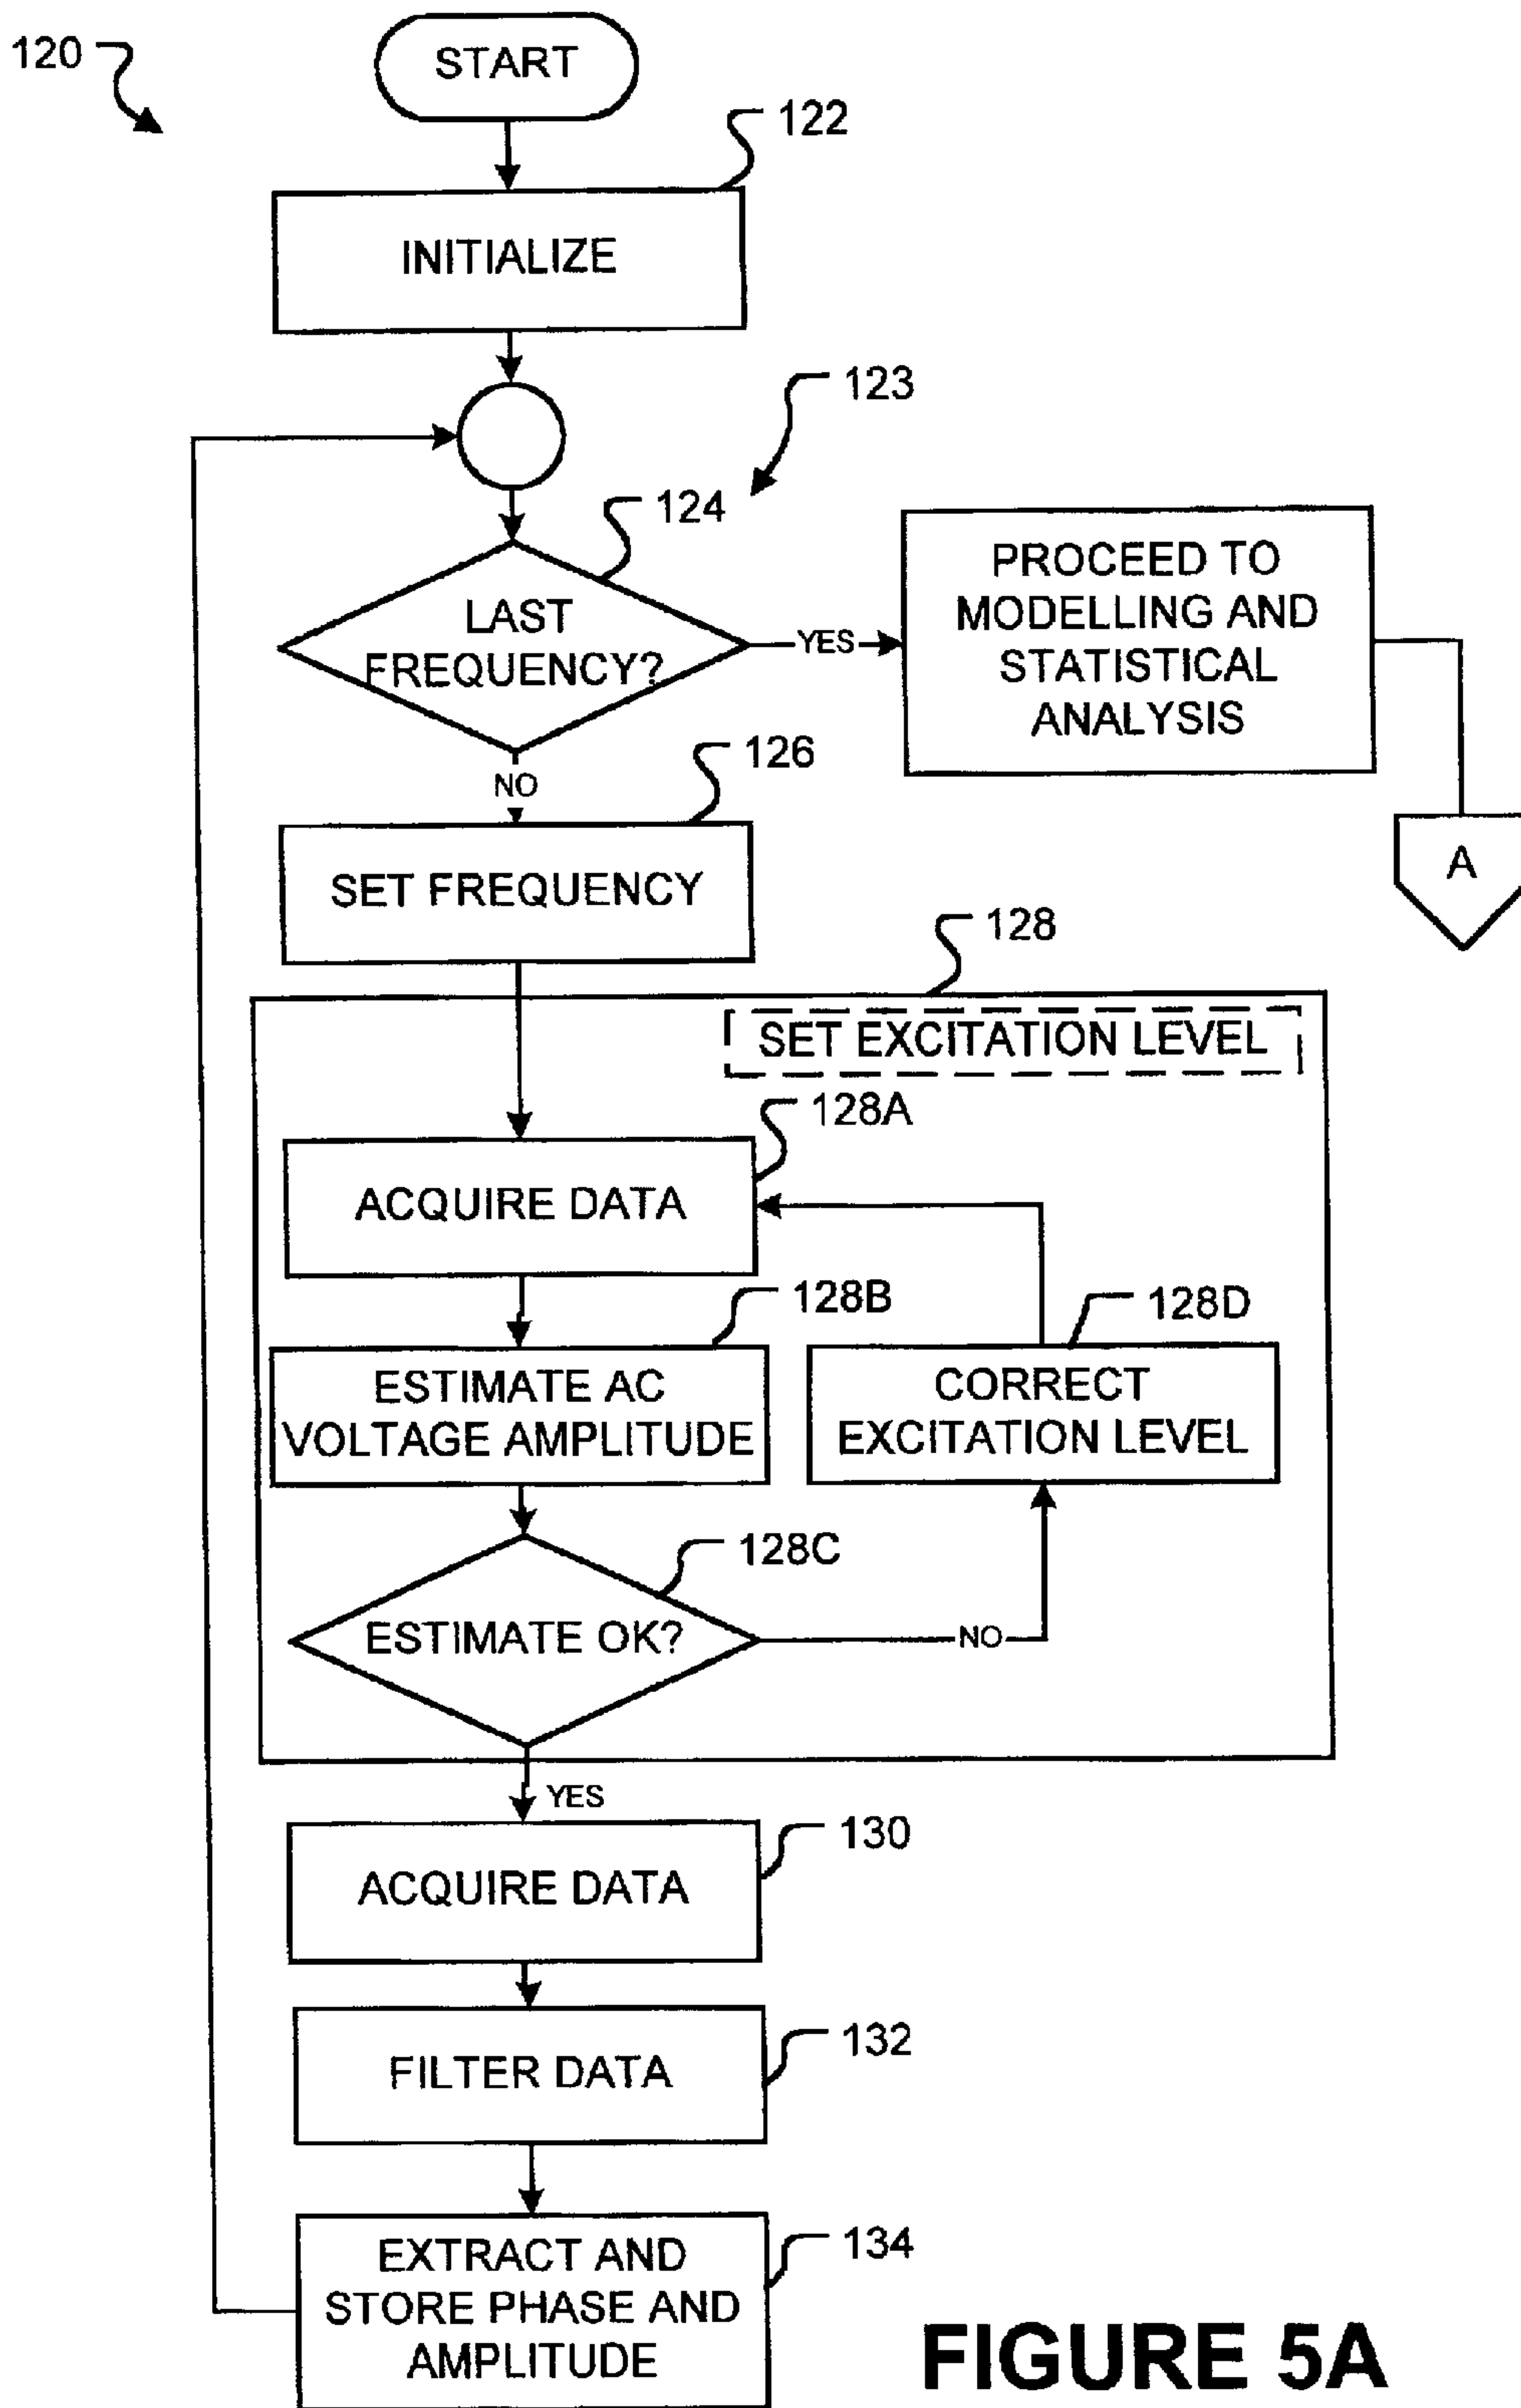 120
START
122
INITIALIZE
123
124
LAST
FREQUENCY?
YES
PROCEED TO
MODELLING AND
STATISTICAL
ANALYSIS
A
NO
126
SET FREQUENCY
128
SET EXCITATION LEVEL
128A
ACQUIRE DATA
128B
ESTIMATE AC
VOLTAGE AMPLITUDE
128D
CORRECT
EXCITATION LEVEL
128C
ESTIMATE OK?
NO
YES
130
ACQUIRE DATA
132
FILTER DATA
134
EXTRACT AND
STORE PHASE AND
AMPLITUDE
FIGURE 5A